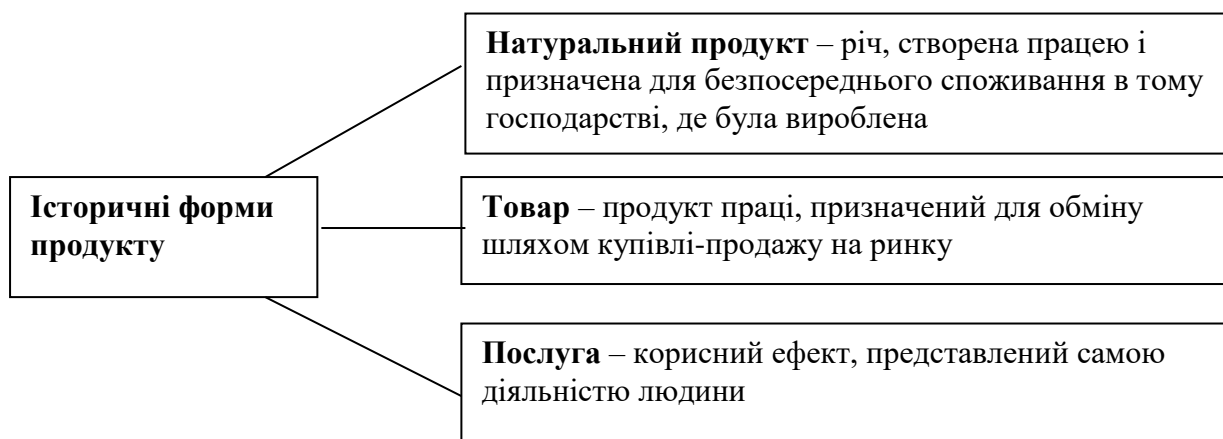 Натуральний продукт – річ, створена працею і
призначена для безпосереднього споживання в тому
господарстві, де була вироблена
Історичні форми
продукту
Товар – продукт праці, призначений для обміну
шляхом купівлі-продажу на ринку
Послуга – корисний ефект, представлений самою
діяльністю людини